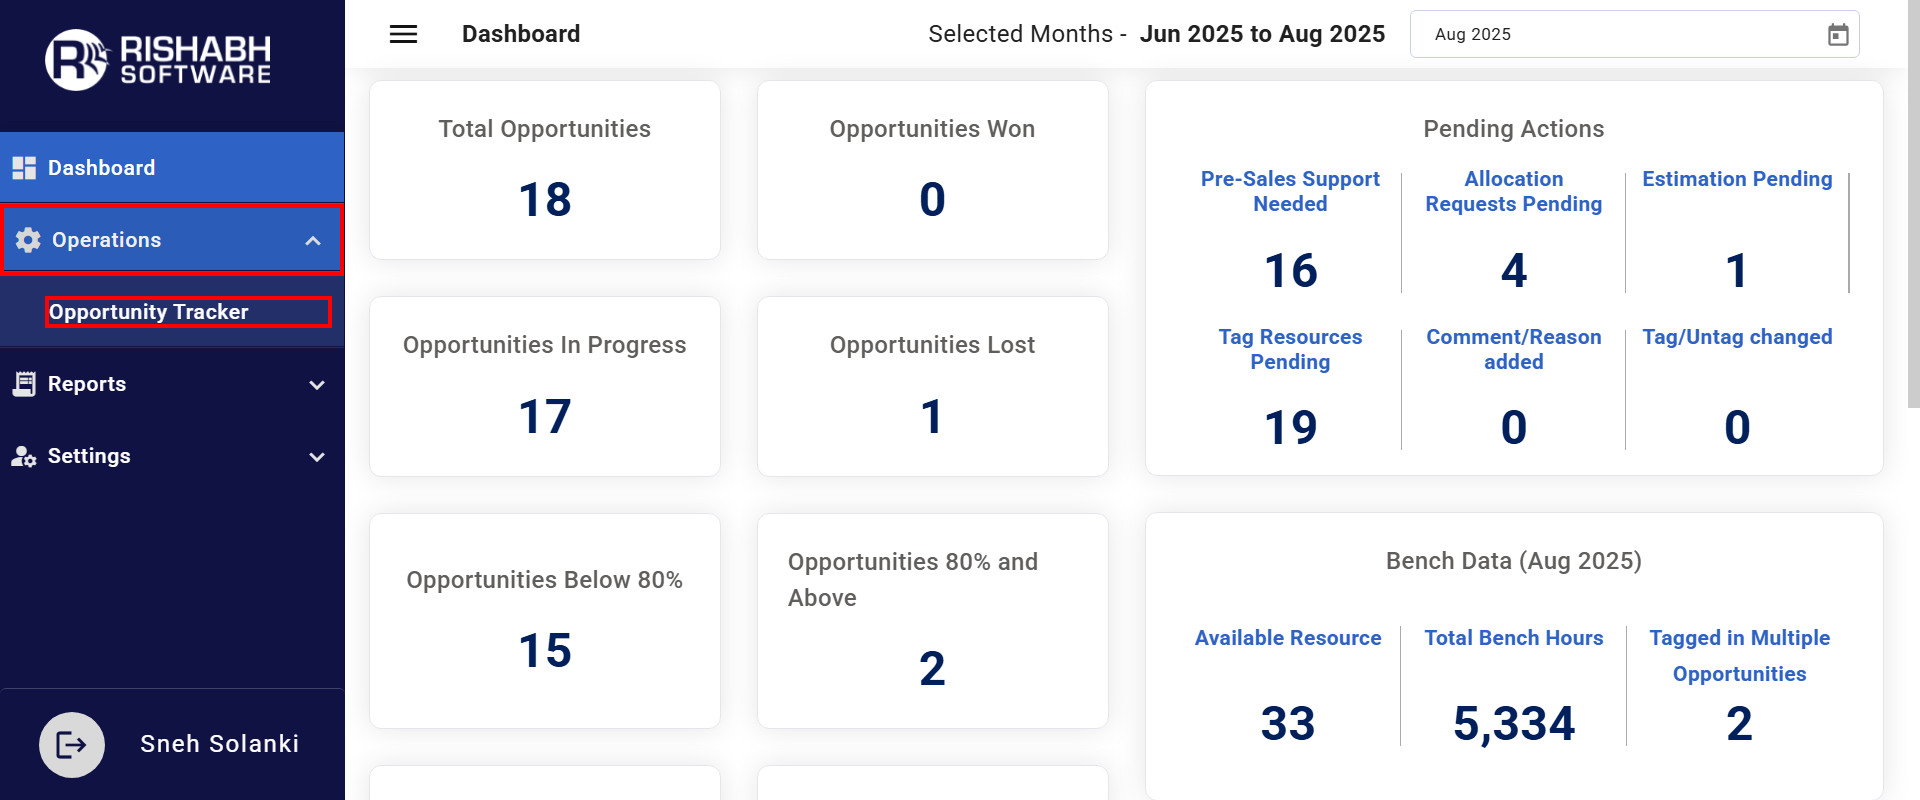 RISHABH
SOFTWARE
Dashboard
Operations
Opportunity Tracker
Reports
Settings
Sneh Solanki
Dashboard
Selected Months - Jun 2025 to Aug 2025
Aug 2025
Total Opportunities
18
Opportunities Won
0
Opportunities In Progress
17
Opportunities Lost
1
Opportunities Below 80%
15
Opportunities 80% and
Above
2
Pending Actions
Pre-Sales Support
Needed
16
Allocation
Requests Pending
4
Estimation Pending
1
Tag Resources
Pending
19
Comment/Reason
added
0
Tag/Untag changed
0
Bench Data (Aug 2025)
Available Resource
33
Total Bench Hours
5,334
Tagged in Multiple
Opportunities
2